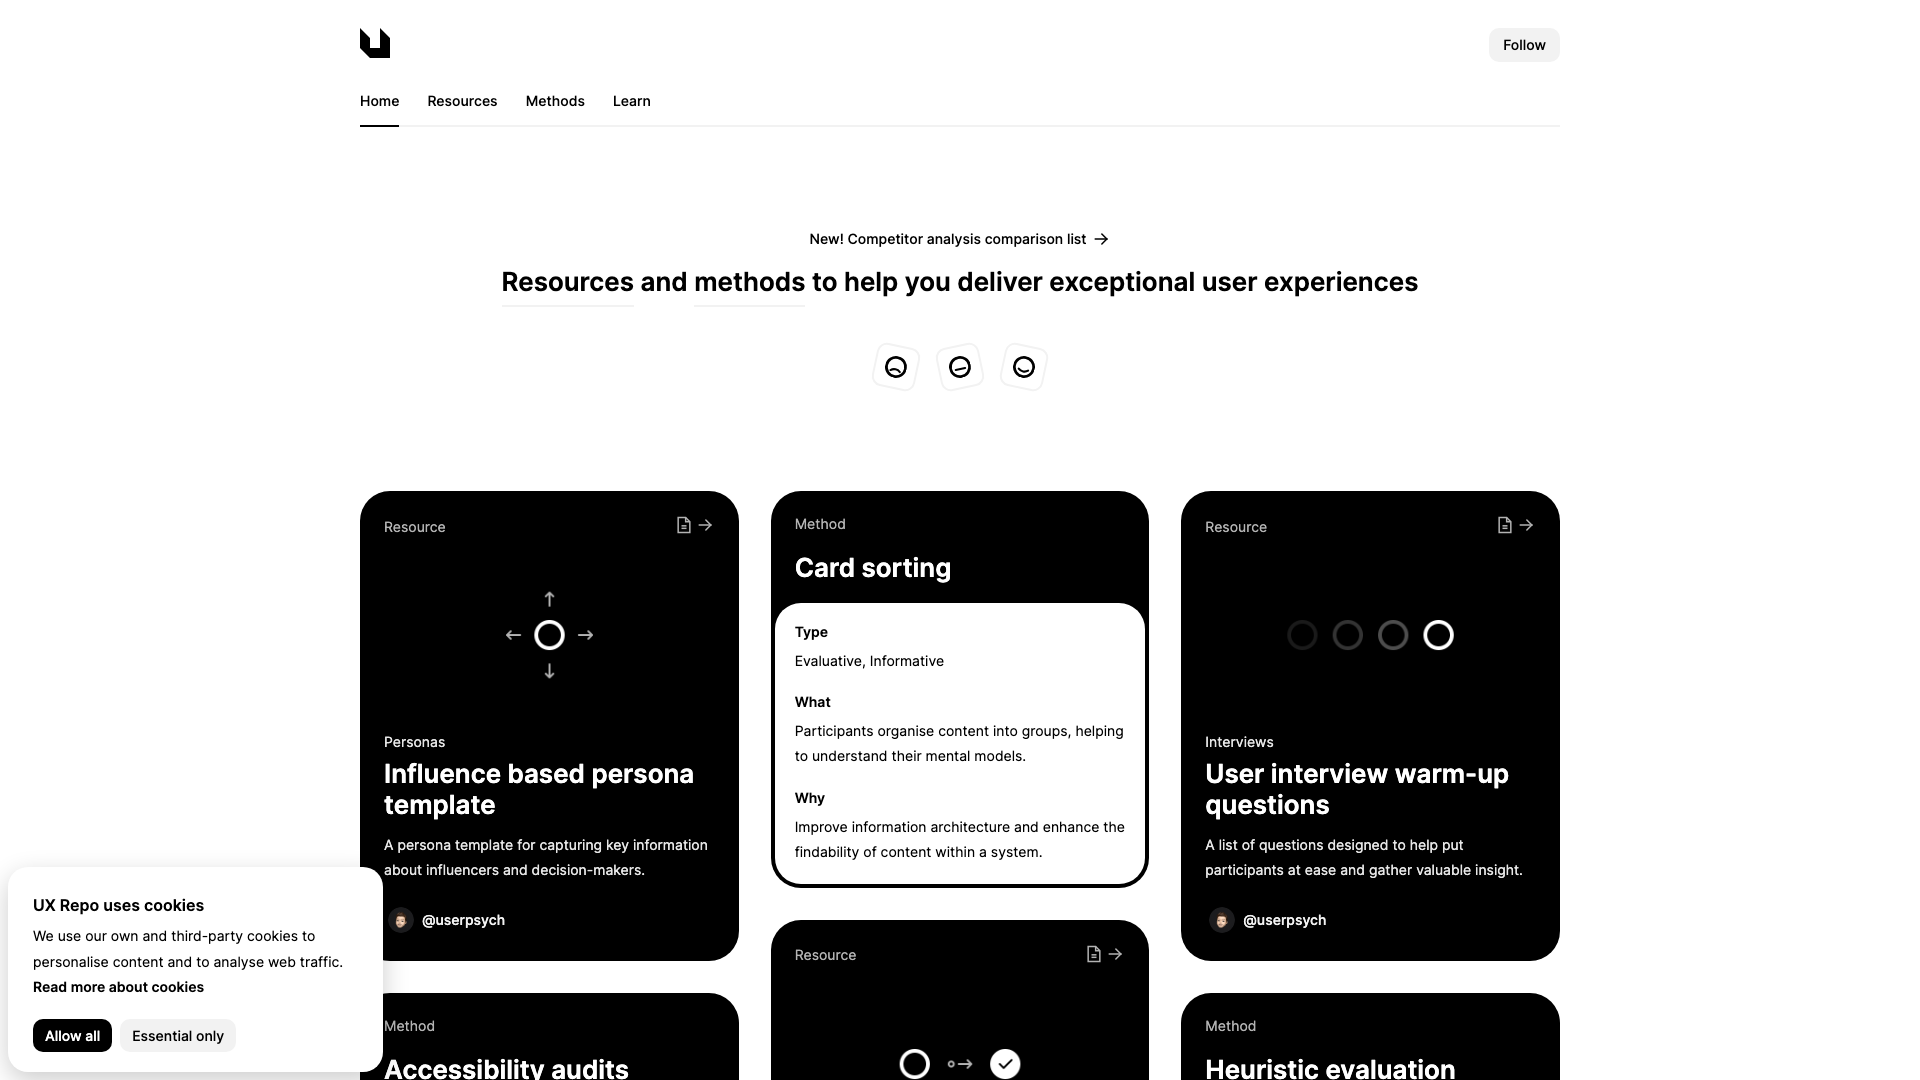 Follow
Home
Resources
Methods
Learn
New! Competitor analysis comparison list
Resources and methods to help you deliver exceptional user experiences
Resource
Personas
Influence based persona
template
A persona template for capturing key information
about influencers and decision-makers.
@userpsych
Method
Card sorting
Type
Evaluative, Informative
What
Participants organise content into groups, helping
to understand their mental models.
Why
Improve information architecture and enhance the
findability of content within a system.
Resource
Interviews
User interview warm-up
questions
A list of questions designed to help put
participants at ease and gather valuable insight.
@userpsych
Resource
Method
Accessibility audits
Method
Heuristic evaluation
UX Repo uses cookies
We use our own and third-party cookies to
personalise content and to analyse web traffic.
Read more about cookies
Allow all
Essential only